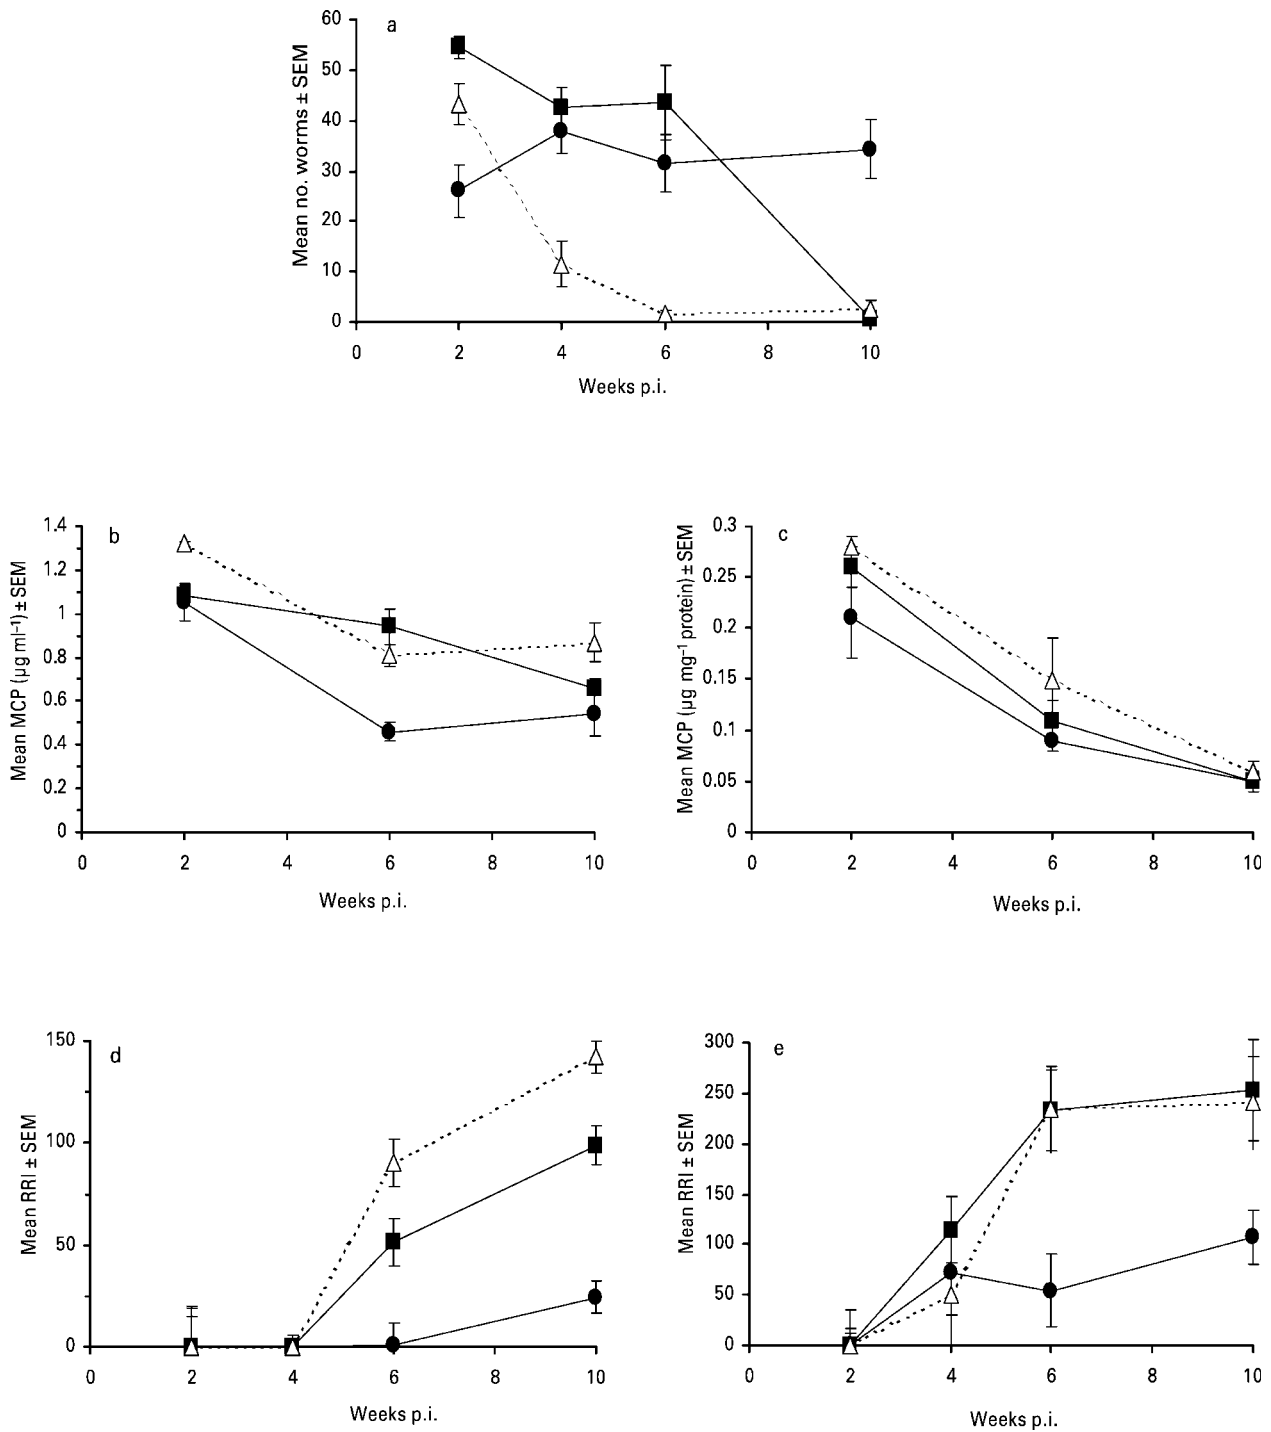 a
Mean no. worms ± SEM
60
50
40
30
20
10
0
0 2 4 6 8 10
Weeks p.i.
b
Mean MCP (µg ml⁻¹) ± SEM
1.4
1.2
1
0.8
0.6
0.4
0.2
0
0 2 4 6 8 10
Weeks p.i.
c
Mean MCP (µg mg⁻¹ protein) ± SEM
0.3
0.25
0.2
0.15
0.1
0.05
0
0 2 4 6 8 10
Weeks p.i.
d
Mean RRI ± SEM
150
100
50
0
0 2 4 6 8 10
Weeks p.i.
e
Mean RRI ± SEM
300
250
200
150
100
50
0
0 2 4 6 8 10
Weeks p.i.